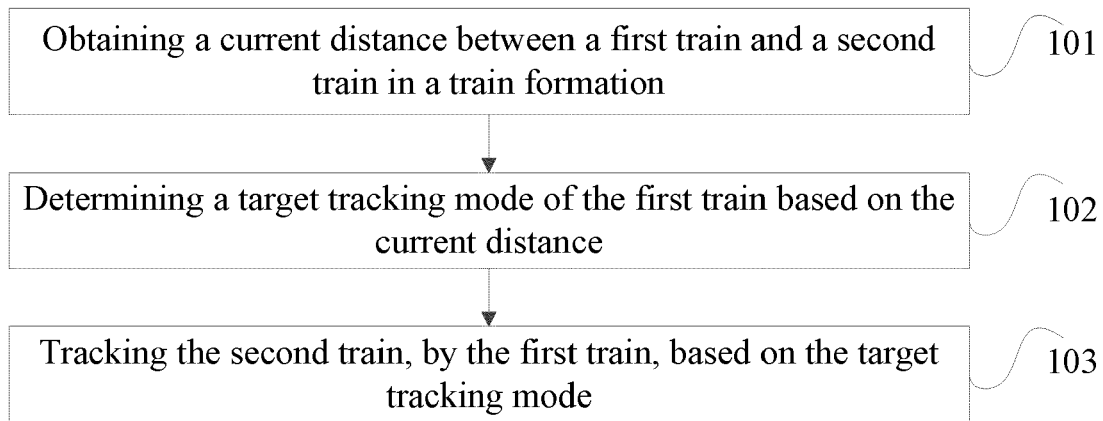 Obtaining a current distance between a first train and a second
train in a train formation
101
Determining a target tracking mode of the first train based on the
current distance
102
Tracking the second train, by the first train, based on the target
tracking mode
103